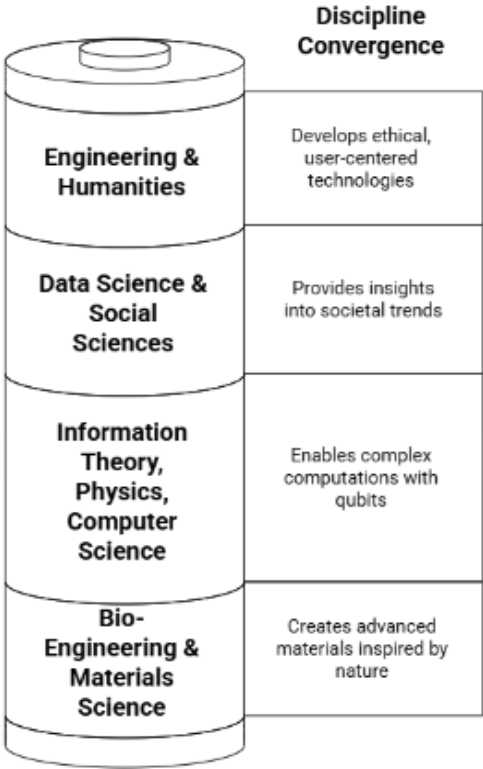 Discipline
Convergence
Engineering &
Humanities
Develops ethical,
user-centered
technologies
Data Science &
Social
Sciences
Provides insights
into societal trends
Information
Theory,
Physics,
Computer
Science
Enables complex
computations with
qubits
Bio-
Engineering &
Materials
Science
Creates advanced
materials inspired by
nature